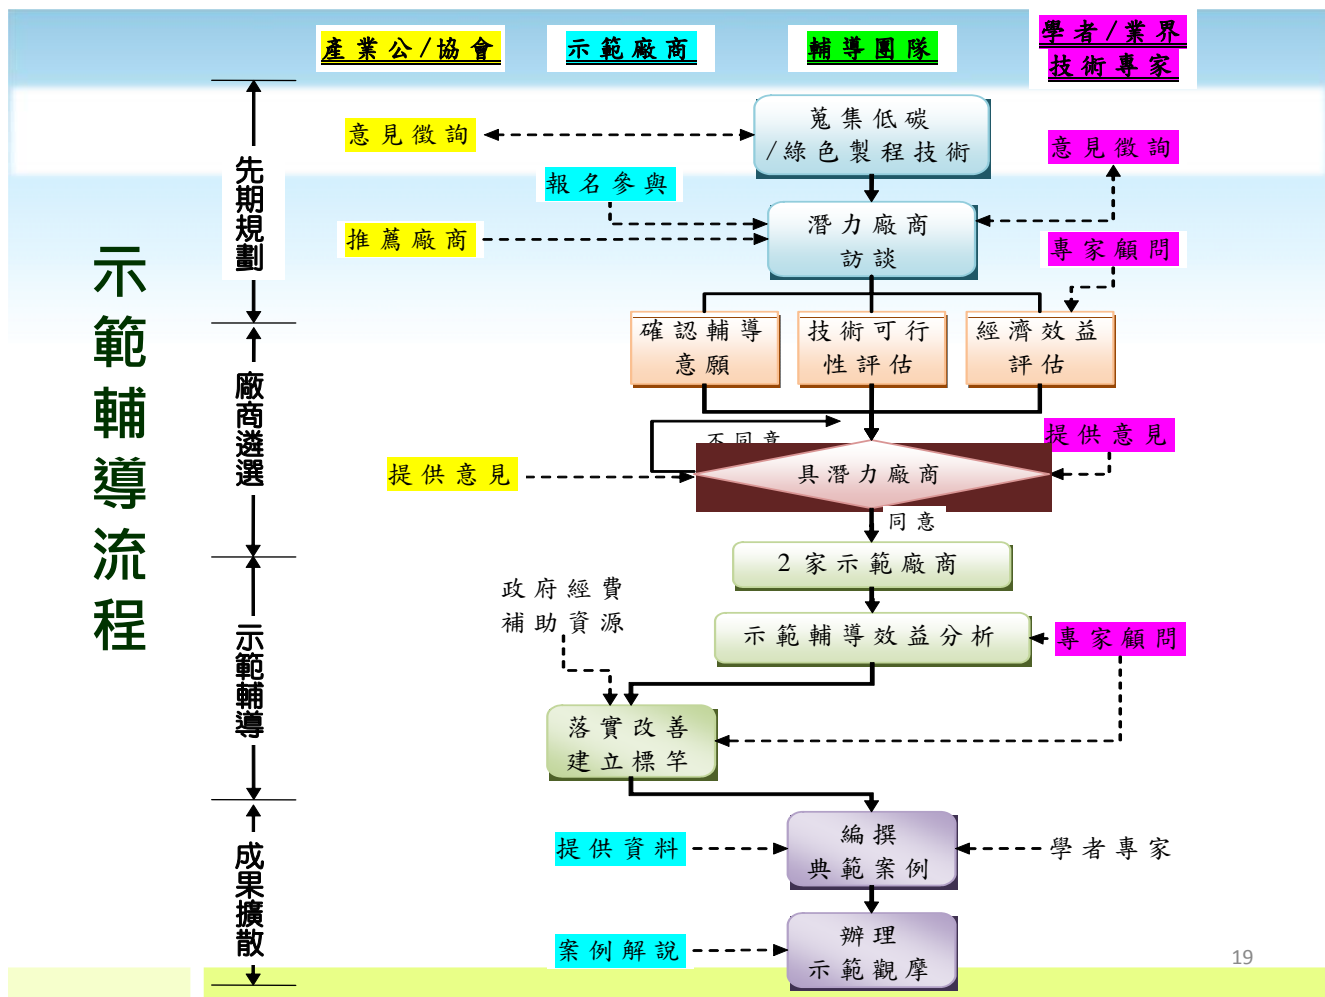 產業公/協會
示範廠商
輔導團隊
學者/業界
技術專家
示範輔導流程
先期規劃
廠商遴選
示範輔導
成果擴散
意見徵詢
蒐集低碳
/綠色製程技術
意見徵詢
報名參與
推薦廠商
潛力廠商
訪談
專家顧問
確認輔導
意願
技術可行
性評估
經濟效益
評估
不同意
提供意見
提供意見
具潛力廠商
同意
2 家示範廠商
政府經費
補助資源
示範輔導效益分析
專家顧問
落實改善
建立標竿
提供資料
編撰
典範案例
學者專家
案例解說
辦理
示範觀摩
19